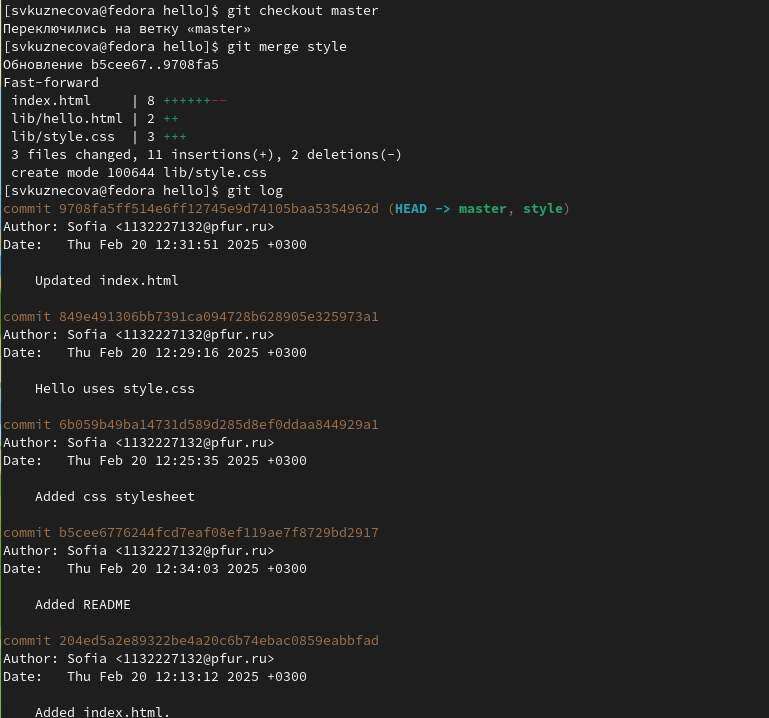 [svkuznecova@fedora hello]$ git checkout master
Переключились на ветку «master»
[svkuznecova@fedora hello]$ git merge style
Обновление b5cee67..9708fa5
Fast-forward
 index.html     | 8 ++++++--
 lib/hello.html | 2 ++
 lib/style.css  | 3 +++
 3 files changed, 11 insertions(+), 2 deletions(-)
 create mode 100644 lib/style.css
[svkuznecova@fedora hello]$ git log
commit 9708fa5ff514e6ff12745e9d74105baa5354962d (HEAD -> master, style)
Author: Sofia <1132227132@pfur.ru>
Date:   Thu Feb 20 12:31:51 2025 +0300

    Updated index.html

commit 849e491306bb7391ca094728b628905e325973a1
Author: Sofia <1132227132@pfur.ru>
Date:   Thu Feb 20 12:29:16 2025 +0300

    Hello uses style.css

commit 6b059b49ba14731d589d285d8ef0ddaa844929a1
Author: Sofia <1132227132@pfur.ru>
Date:   Thu Feb 20 12:25:35 2025 +0300

    Added css stylesheet

commit b5cee6776244fcd7eaf08ef119ae7f8729bd2917
Author: Sofia <1132227132@pfur.ru>
Date:   Thu Feb 20 12:34:03 2025 +0300

    Added README

commit 204ed5a2e89322be4a20c6b74ebac0859eabbfad
Author: Sofia <1132227132@pfur.ru>
Date:   Thu Feb 20 12:13:12 2025 +0300

    Added index.html.